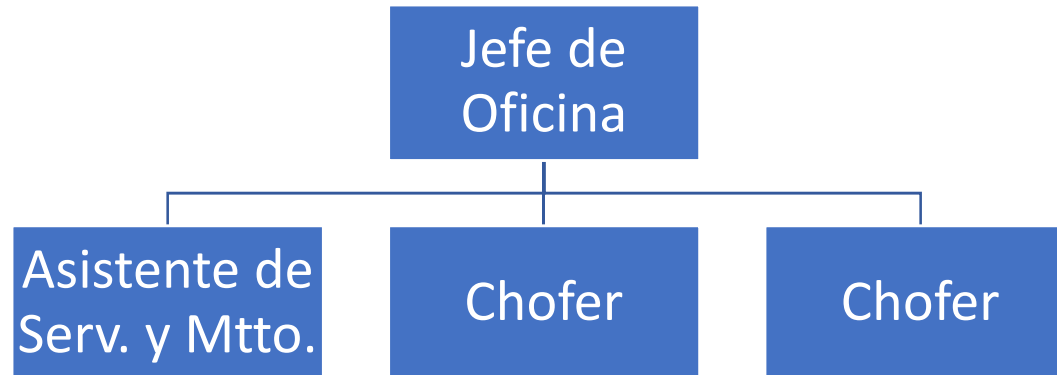 Jefe de
Oficina
Asistente de
Serv. y Mtto.
Chofer
Chofer